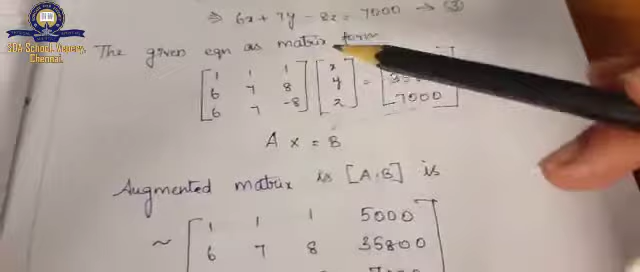 ⇒ 6x + 7y - 8z = 7000 → ③
SDA School, Velachery,
Chennai.
The given eqn as matrix form
1 1 1 x
6 7 8 y =
6 7 -8 z 7000
A x = B
Augmented matrix is [A,B] is
~ 1 1 1 5000
6 7 8 35800